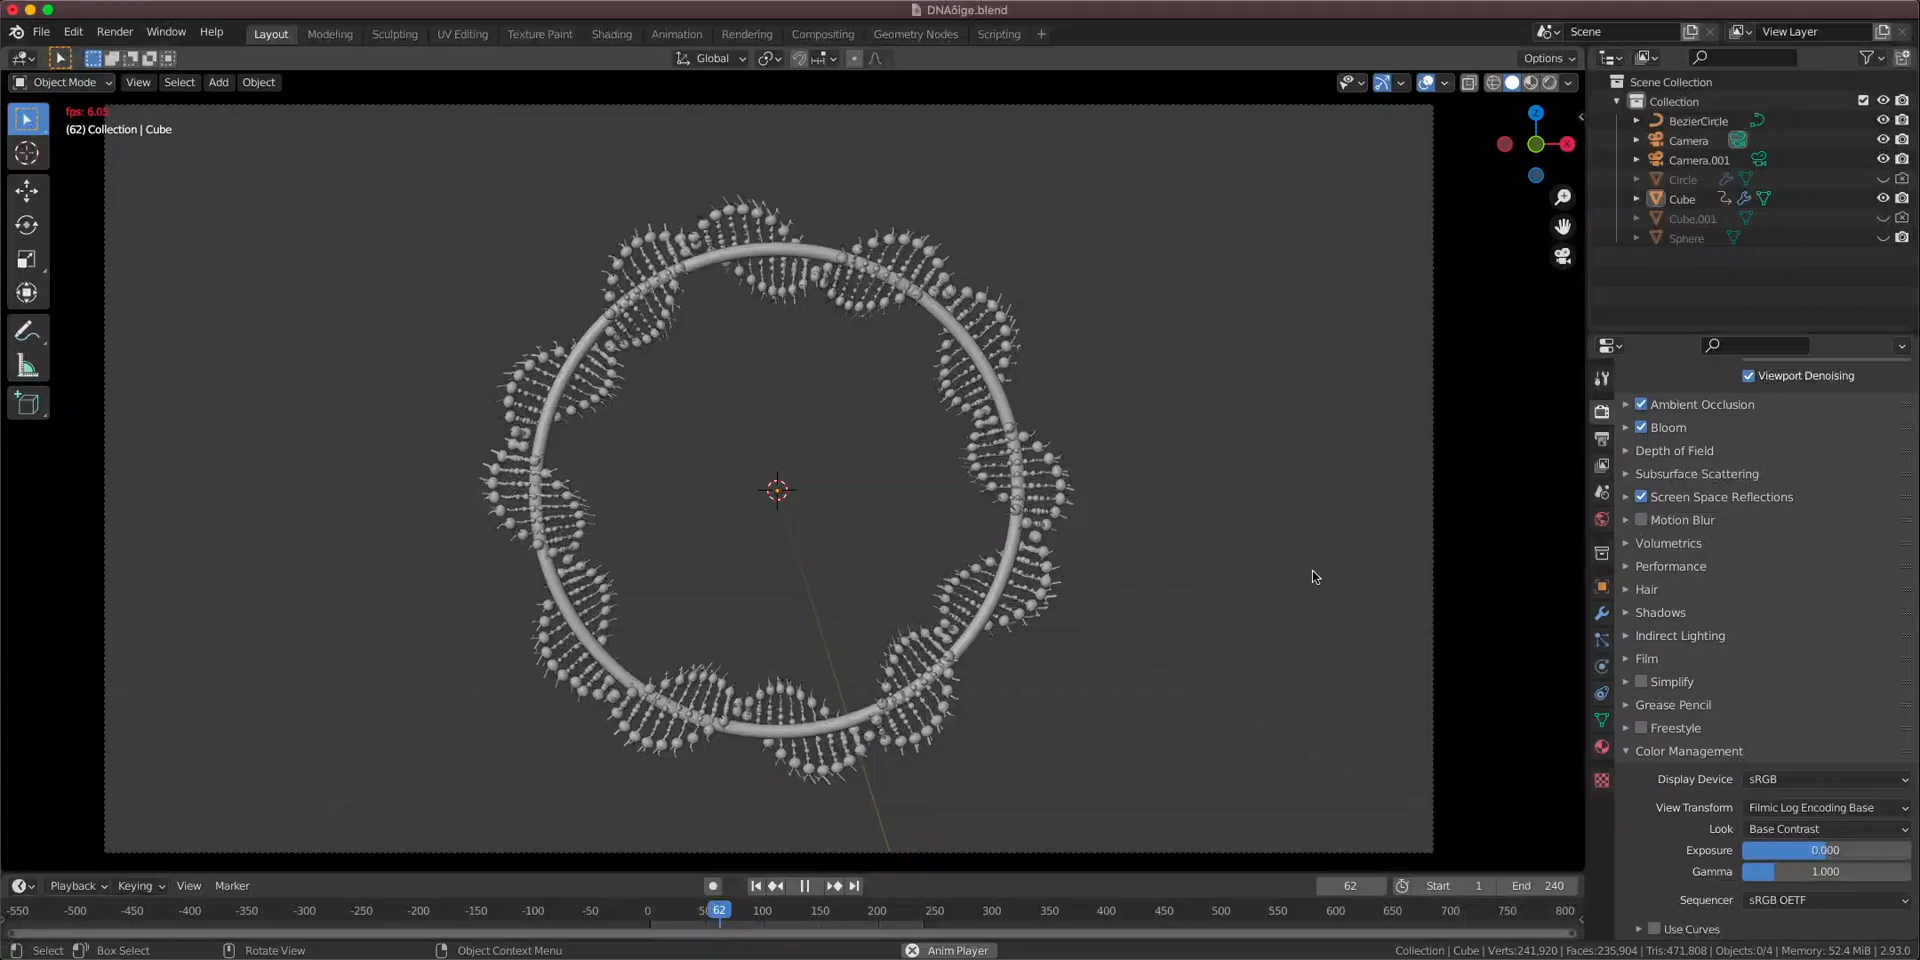 DNAõige.blend
File Edit Render Window Help Layout Modeling Sculpting UV Editing Texture Paint Shading Animation Rendering Compositing Geometry Nodes Scripting + Scene View Layer
Global Options
Object Mode View Select Add Object
fps: 6.05
(62) Collection | Cube
Z
X
Scene Collection
Collection
BezierCircle
Camera
Camera.001
Circle
Cube
Cube.001
Sphere
Viewport Denoising
Ambient Occlusion
Bloom
Depth of Field
Subsurface Scattering
Screen Space Reflections
Motion Blur
Volumetrics
Performance
Hair
Shadows
Indirect Lighting
Film
Simplify
Grease Pencil
Freestyle
Color Management
Display Device sRGB
View Transform Filmic Log Encoding Base
Look Base Contrast
Exposure 0.000
Gamma 1.000
Sequencer sRGB OETF
Use Curves
Playback Keying View Marker 62 Start 1 End 240
-550 -500 -450 -400 -350 -300 -250 -200 -150 -100 -50 0 62 100 150 200 250 300 350 400 450 500 550 600 650 700 750 800
Select Box Select Rotate View Object Context Menu Anim Player Collection | Cube | Verts:241,920 | Faces:235,904 | Tris:471,808 | Objects:0/4 | Memory: 52.4 MiB | 2.93.0